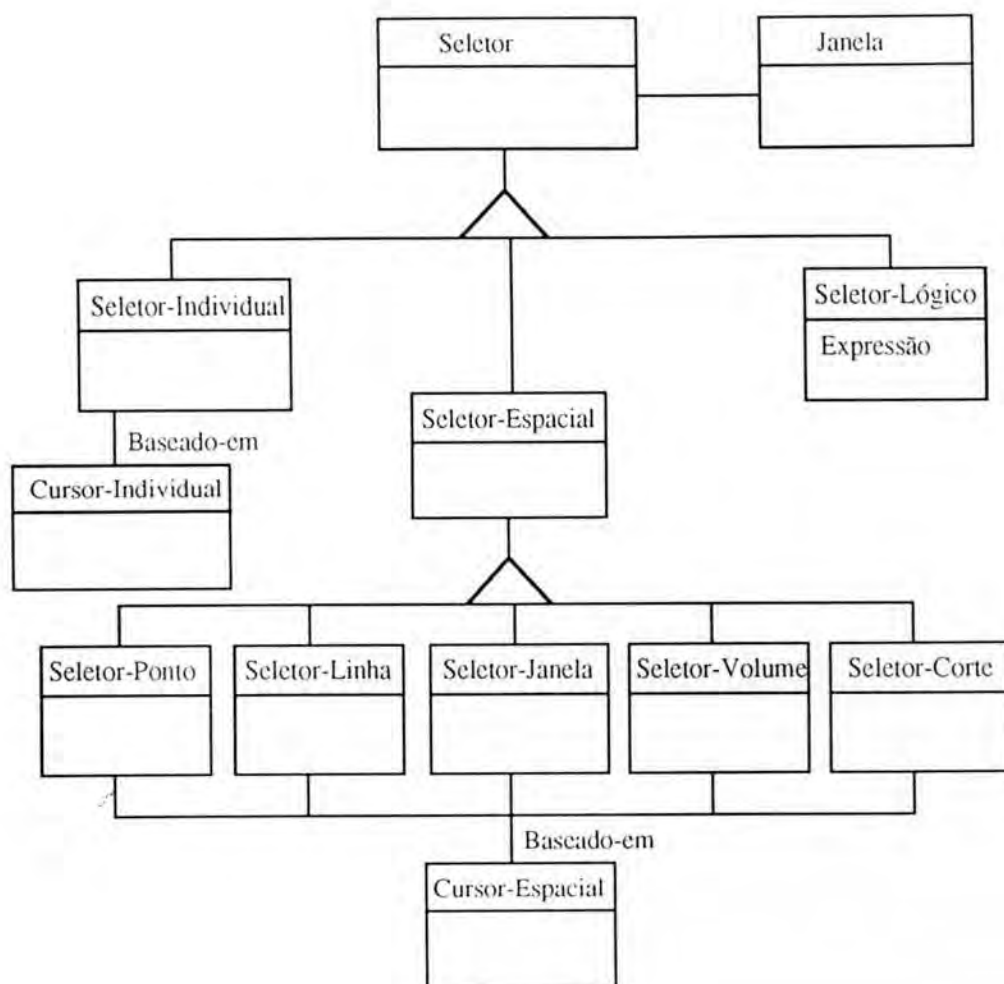 Seletor
Janela
Seletor-Individual
Seletor-Lógico
Expressão
Seletor-Espacial
Baseado-em
Cursor-Individual
Seletor-Ponto
Seletor-Linha
Seletor-Janela
Seletor-Volume
Seletor-Corte
Baseado-em
Cursor-Espacial